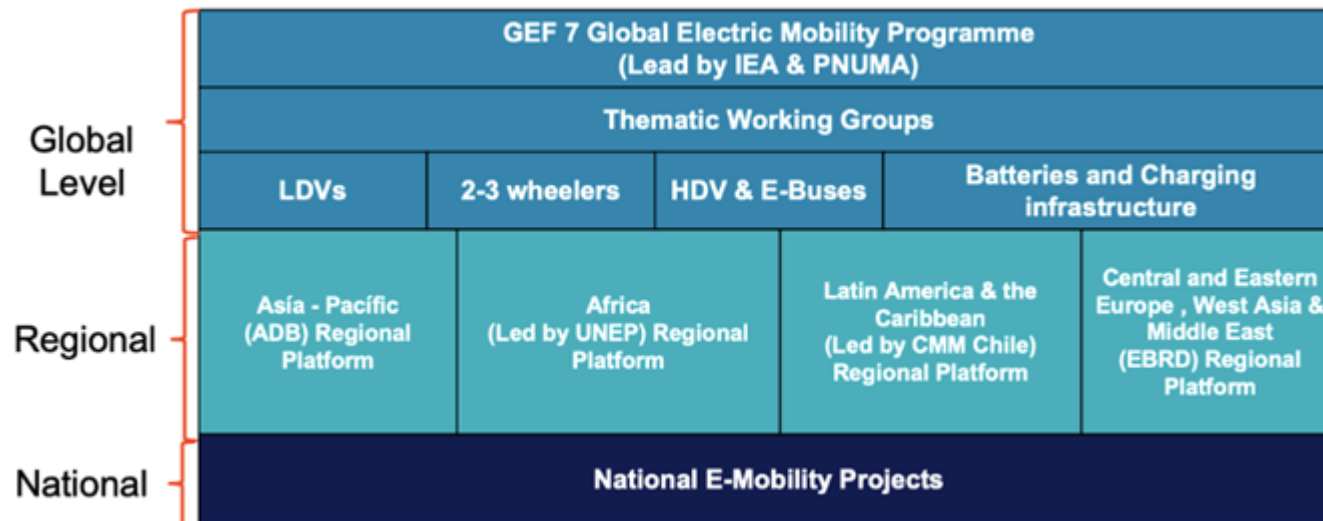 GEF 7 Global Electric Mobility Programme
(Lead by IEA & PNUMA)
Global
Level
Thematic Working Groups
LDVs
2-3 wheelers
HDV & E-Buses
Batteries and Charging
infrastructure
Regional
Asía - Pacífic
(ADB) Regional
Platform
Africa
(Led by UNEP) Regional
Platform
Latin America & the
Caribbean
(Led by CMM Chile)
Regional Platform
Central and Eastern
Europe , West Asia &
Middle East
(EBRD) Regional
Platform
National
National E-Mobility Projects